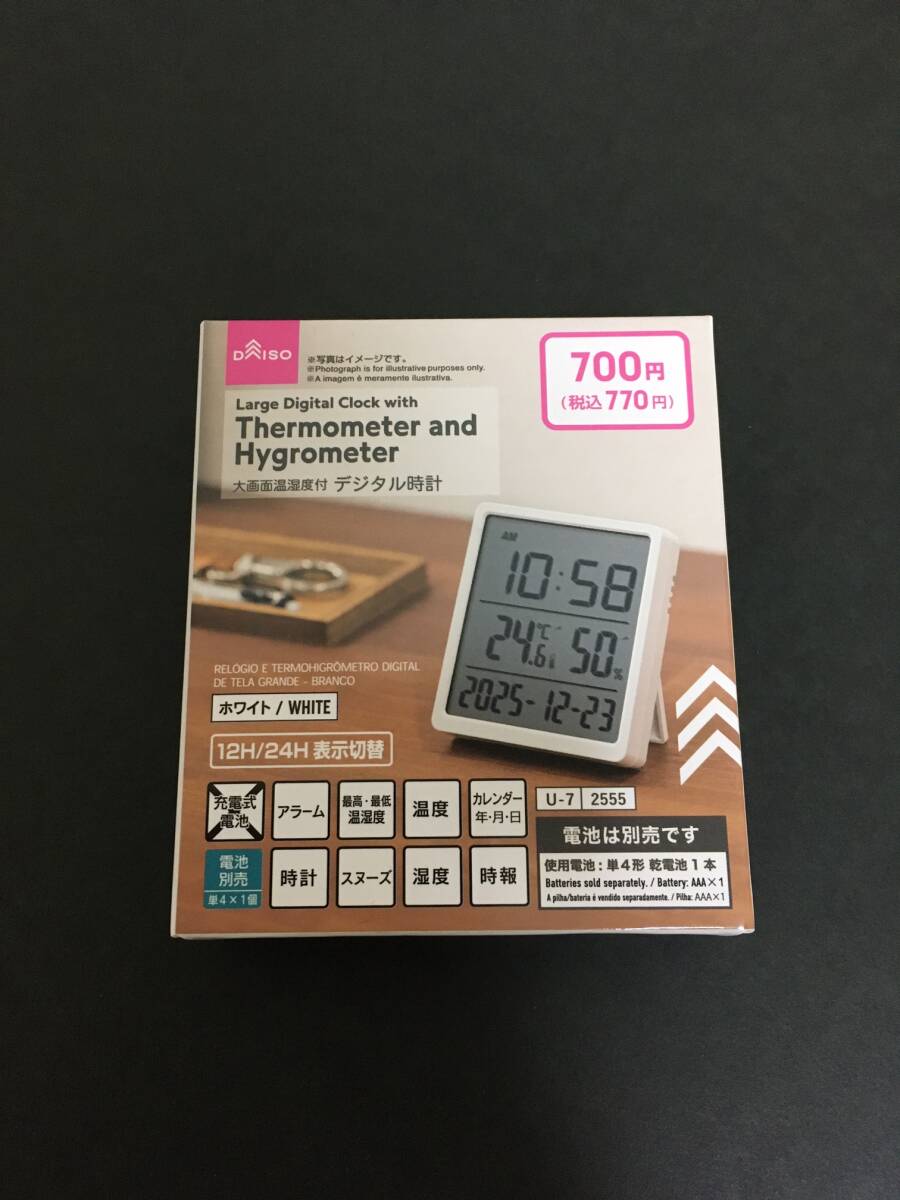 DAISO
※写真はイメージです。
※Photograph is for illustrative purposes only.
※A imagem é meramente ilustrativa.
700円
(税込770円)
Large Digital Clock with
Thermometer and
Hygrometer
大画面温湿度付 デジタル時計
AM
10:58
24.6℃ 50%
2025-12-23
RELÓGIO E TERMOHIGRÔMETRO DIGITAL
DE TELA GRANDE - BRANCO
ホワイト / WHITE
12H/24H 表示切替
充電式
電池
アラーム
最高・最低
温湿度
温度
カレンダー
年・月・日
電池
別売
単4×1個
時計
スヌーズ
湿度
時報
U-7 2555
電池は別売です
使用電池：単4形 乾電池1本
Batteries sold separately. / Battery: AAA×1
A pilha/bateria é vendido separadamente. / Pilha: AAA×1